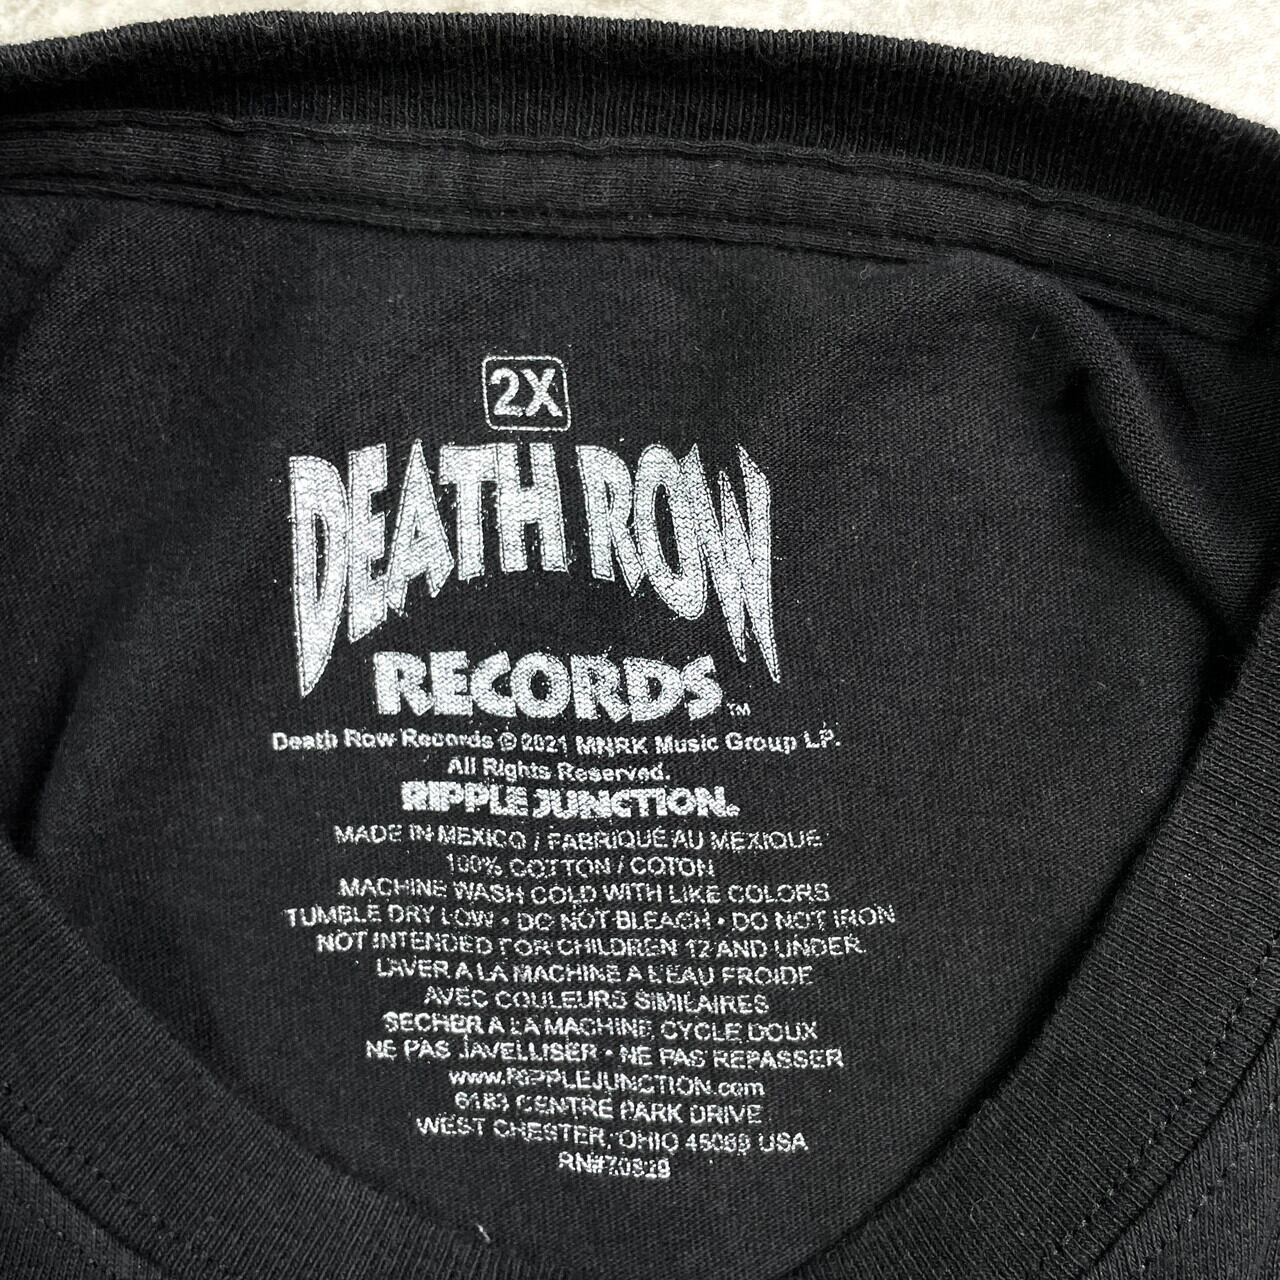 2X
DEATH ROW
RECORDS™
Death Row Records © 2021 MNRK Music Group LP.
All Rights Reserved.
RIPPLE JUNCTION®
MADE IN MEXICO / FABRIQUÉ AU MEXIQUE
100% COTTON / COTON
MACHINE WASH COLD WITH LIKE COLORS
TUMBLE DRY LOW • DO NOT BLEACH • DO NOT IRON
NOT INTENDED FOR CHILDREN 12 AND UNDER.
LAVER A LA MACHINE A L'EAU FROIDE
AVEC COULEURS SIMILAIRES
SECHER A LA MACHINE, CYCLE DOUX
NE PAS JAVELLISER • NE PAS REPASSER
www.RIPPLEJUNCTION.com
CENTRE PARK DRIVE
WEST CHESTER, OHIO 45069 USA